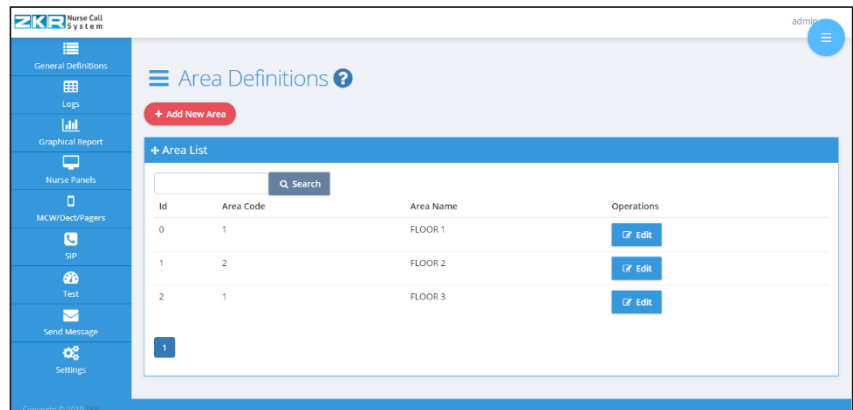 ZKR Nurse Call System
admin
General Definitions
Logs
Graphical Report
Nurse Panels
MCW/Dect/Pagers
SIP
Test
Send Message
Settings
Area Definitions ?
+ Add New Area
Area List
Search
Id Area Code Area Name Operations
0 1 FLOOR 1 Edit
1 2 FLOOR 2 Edit
2 1 FLOOR 3 Edit
1
Copyright © 2019